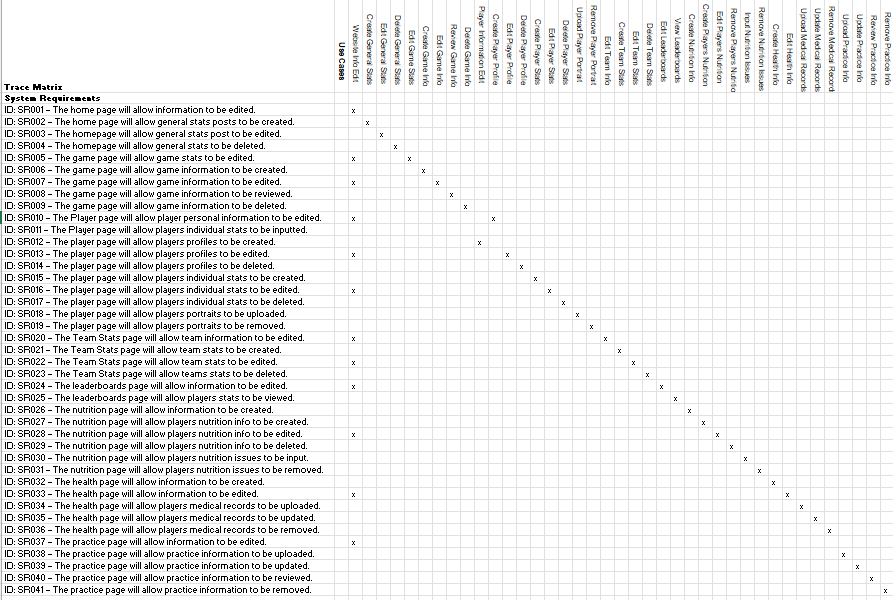 Use Cases
Website Info Edit
Create General Stats
Edit General Stats
Delete General Stats
Edit Game Stats
Create Game Info
Edit Game Info
Review Game Info
Delete Game Info
Player Information Edit
Create Player Profile
Edit Player Profile
Delete Player Profile
Create Player Stats
Edit Player Stats
Delete Player Stats
Upload Player Portrait
Remove Player Portrait
Edit Team Info
Create Team Stats
Edit Team Stats
Delete Team Stats
Edit Leaderboards
View Leaderboards
Create Nutrition Info
Create Players Nutrition
Edit Players Nutrition
Remove Players Nutritio
Input Nutrition Issues
Remove Nutrition Issues
Create Health Info
Edit Health Info
Upload Medical Records
Update Medical Records
Remove Medical Record
Upload Practice Info
Update Practice Info
Review Practice Info
Remove Practice Info
Trace Matrix
System Requirements
ID: SR001 – The home page will allow information to be edited. x
ID: SR002 – The home page will allow general stats posts to be created. x
ID: SR003 – The homepage will allow general stats post to be edited. x
ID: SR004 – The homepage will allow general stats to be deleted. x
ID: SR005 – The game page will allow game stats to be edited. x x
ID: SR006 – The game page will allow game information to be created. x
ID: SR007 – The game page will allow game information to be edited. x x
ID: SR008 – The game page will allow game information to be reviewed. x
ID: SR009 – The game page will allow game information to be deleted. x
ID: SR010 – The Player page will allow player personal information to be edited. x x
ID: SR011 – The Player page will allow players individual stats to be inputted.
ID: SR012 – The player page will allow players profiles to be created. x
ID: SR013 – The player page will allow players profiles to be edited. x x
ID: SR014 – The player page will allow players profiles to be deleted. x
ID: SR015 – The player page will allow players individual stats to be created. x
ID: SR016 – The player page will allow players individual stats to be edited. x x
ID: SR017 – The player page will allow players individual stats to be deleted. x
ID: SR018 – The player page will allow players portraits to be uploaded. x
ID: SR019 – The player page will allow players portraits to be removed. x
ID: SR020 – The Team Stats page will allow team information to be edited. x x
ID: SR021 – The Team Stats page will allow team stats to be created. x
ID: SR022 – The Team Stats page will allow team stats to be edited. x x
ID: SR023 – The Team Stats page will allow teams stats to be deleted. x
ID: SR024 – The leaderboards page will allow information to be edited. x x
ID: SR025 – The leaderboards page will allow players stats to be viewed. x
ID: SR026 – The nutrition page will allow information to be created. x
ID: SR027 – The nutrition page will allow players nutrition info to be created. x
ID: SR028 – The nutrition page will allow players nutrition info to be edited. x x
ID: SR029 – The nutrition page will allow players nutrition info to be deleted. x
ID: SR030 – The nutrition page will allow players nutrition issues to be input. x
ID: SR031 – The nutrition page will allow players nutrition issues to be removed. x
ID: SR032 – The health page will allow information to be created. x
ID: SR033 – The health page will allow information to be edited. x x
ID: SR034 – The health page will allow players medical records to be uploaded. x
ID: SR035 – The health page will allow players medical records to be updated. x
ID: SR036 – The health page will allow players medical records to be removed. x
ID: SR037 – The practice page will allow information to be edited. x
ID: SR038 – The practice page will allow practice information to be uploaded. x
ID: SR039 – The practice page will allow practice information to be updated. x
ID: SR040 – The practice page will allow practice information to be reviewed. x
ID: SR041 – The practice page will allow practice information to be removed. x